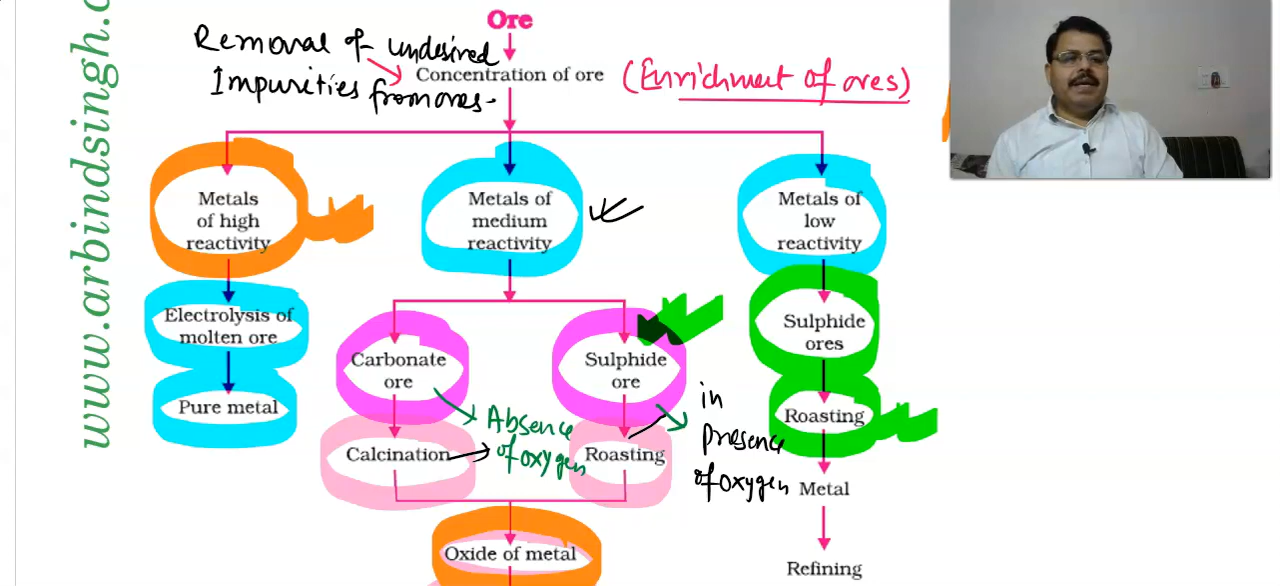 Ore
Removal of undesired
Impurities from ores-
Concentration of ore
(Enrichment of ores)
www.arbindsingh.c
Metals
of high
reactivity
Metals of
medium
reactivity
Metals of
low
reactivity
Electrolysis of
molten ore
Pure metal
Carbonate
ore
Sulphide
ore
Sulphide
ores
Absence
of oxygen
in
presence
of oxygen
Calcination
Roasting
Roasting
Metal
Oxide of metal
Refining